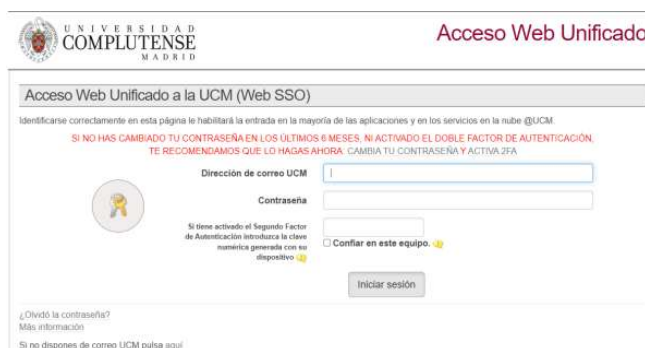 UNIVERSIDAD
COMPLUTENSE
MADRID
Acceso Web Unificado
Acceso Web Unificado a la UCM (Web SSO)
Identificarse correctamente en esta página le habilitará la entrada en la mayoría de las aplicaciones y en los servicios en la nube @UCM.
SI NO HAS CAMBIADO TU CONTRASEÑA EN LOS ÚLTIMOS 6 MESES, NI ACTIVADO EL DOBLE FACTOR DE AUTENTICACIÓN,
TE RECOMENDAMOS QUE LO HAGAS AHORA. CAMBIA TU CONTRASEÑA Y ACTIVA 2FA
Dirección de correo UCM
Contraseña
Si tiene activado el Segundo Factor
de Autenticación introduzca la clave
numérica generada con su
dispositivo
Confiar en este equipo.
Iniciar sesión
¿Olvidó la contraseña?
Más información
Si no dispones de correo UCM pulsa aquí